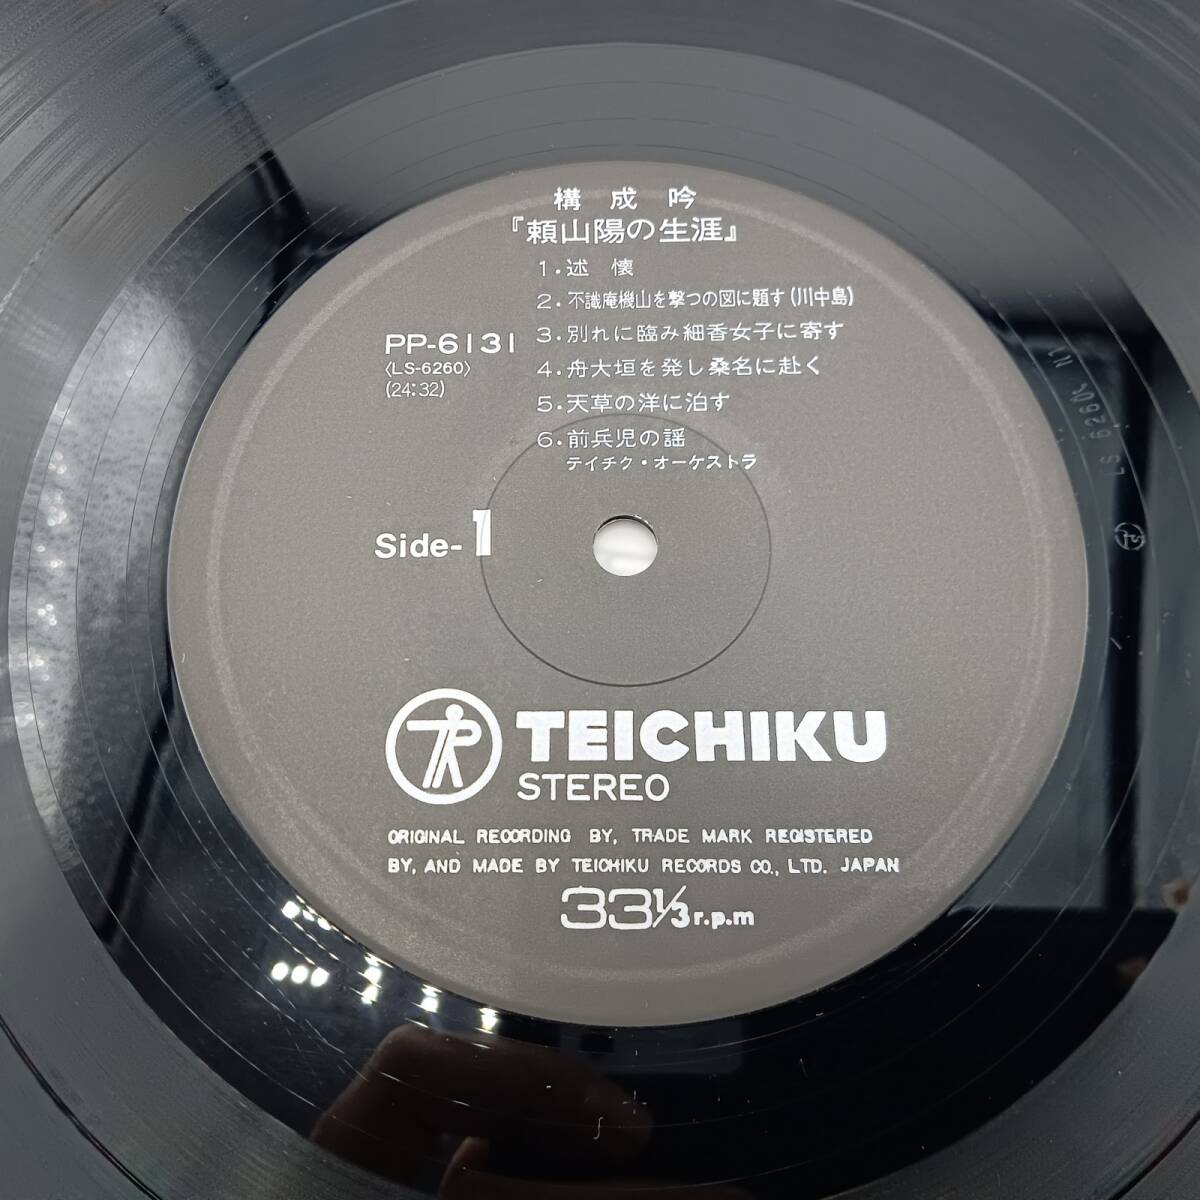 構成吟
『頼山陽の生涯』
1.述 懐
2.不識庵機山を撃つの図に題す(川中島)
PP-6131
3.別れに臨み細香女子に寄す
〈LS-6260〉
4.舟大垣を発し桑名に赴く
(24:32)
5.天草の洋に泊す
6.前兵児の謡
テイチク・オーケストラ
Side-1
TEICHIKU
STEREO
ORIGINAL RECORDING BY, TRADE MARK REGISTERED
BY, AND MADE BY TEICHIKU RECORDS CO., LTD. JAPAN
33⅓ r.p.m